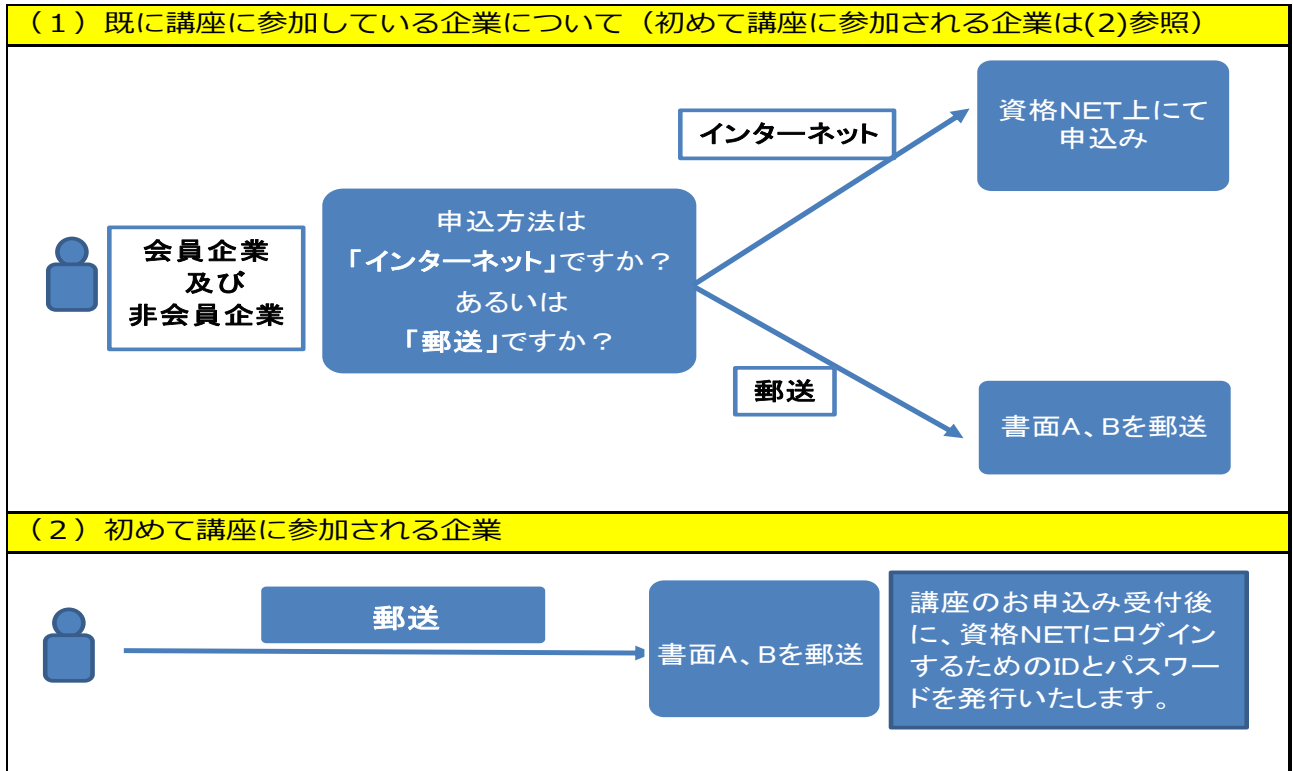 （１）既に講座に参加している企業について（初めて講座に参加される企業は(2)参照）
インターネット
資格NET上にて
申込み
会員企業
及び
非会員企業
申込方法は
「インターネット」ですか？
あるいは
「郵送」ですか？
郵送
書面A、Bを郵送
（２）初めて講座に参加される企業
郵送
書面A、Bを郵送
講座のお申込み受付後
に、資格NETにログイン
するためのIDとパスワー
ドを発行いたします。